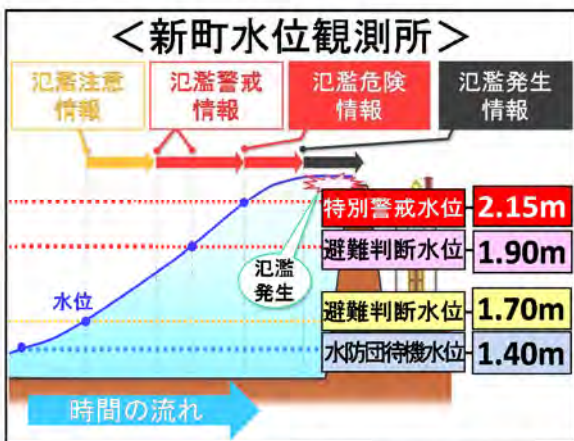 ＜新町水位観測所＞
氾濫注意
情報
氾濫警戒
情報
氾濫危険
情報
氾濫発生
情報
特別警戒水位 2.15m
避難判断水位 1.90m
氾濫
発生
水位
避難判断水位 1.70m
水防団待機水位 1.40m
時間の流れ